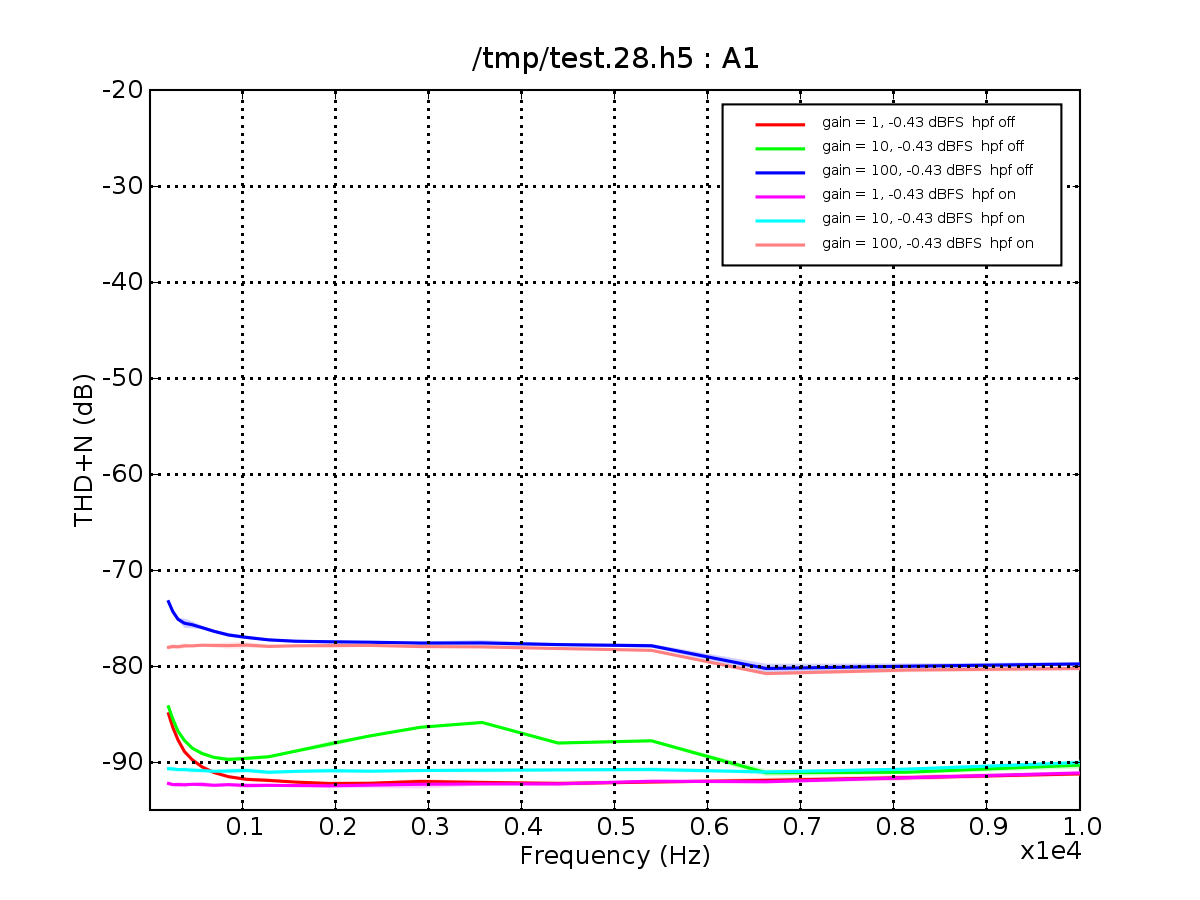 /tmp/test.28.h5 : A1
-20
-30
-40
-50
-60
-70
-80
-90
THD+N (dB)
gain = 1, -0.43 dBFS  hpf off
gain = 10, -0.43 dBFS  hpf off
gain = 100, -0.43 dBFS  hpf off
gain = 1, -0.43 dBFS  hpf on
gain = 10, -0.43 dBFS  hpf on
gain = 100, -0.43 dBFS  hpf on
0.1 0.2 0.3 0.4 0.5 0.6 0.7 0.8 0.9 1.0
x1e4
Frequency (Hz)